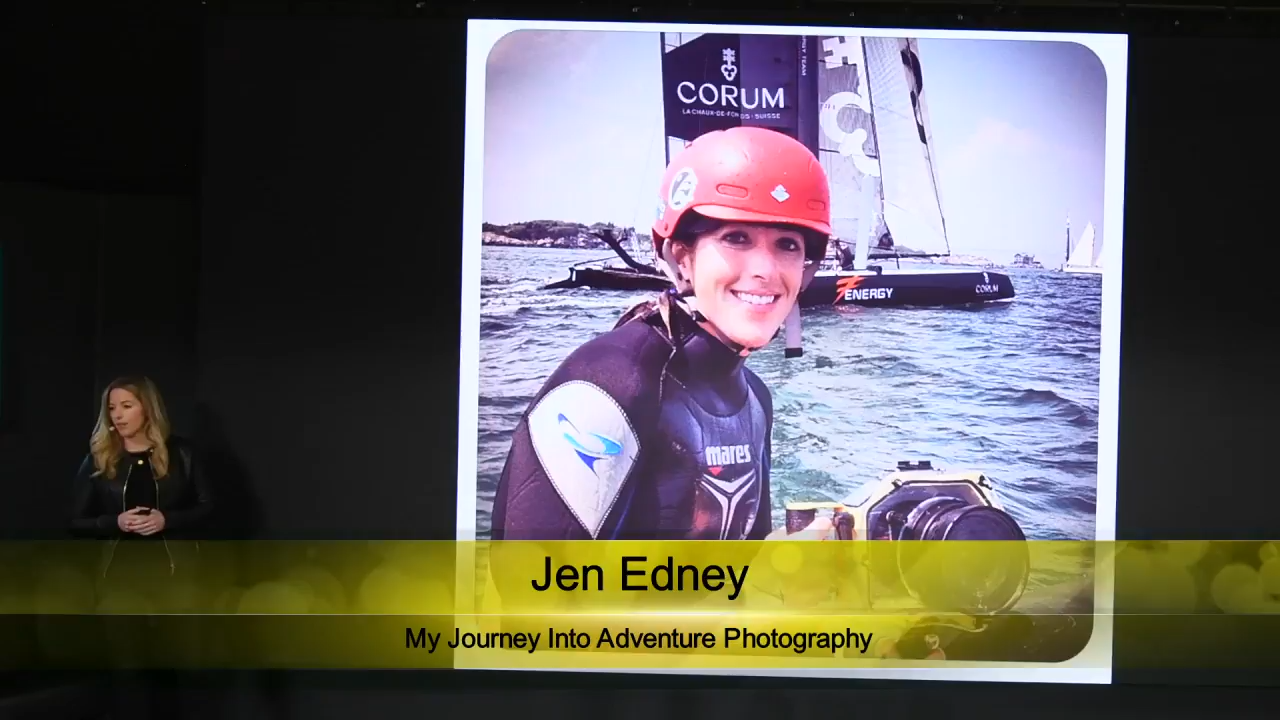 CORUM
LA CHAUX-DE-FONDS · SUISSE
ENERGY
CORUM
mares
Jen Edney
My Journey Into Adventure Photography